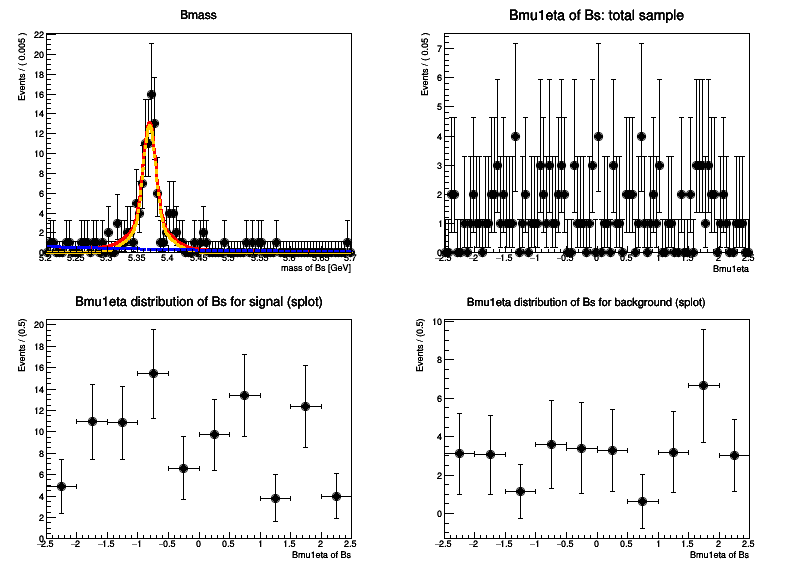 Bmass
Events / ( 0.005 )
22
20
18
16
14
12
10
8
6
4
2
0
5.2 5.25 5.3 5.35 5.4 5.45 5.5 5.55 5.6 5.65 5.7
mass of Bs [GeV]
Bmu1eta of Bs: total sample
Events / ( 0.05 )
7
6
5
4
3
2
1
0
-2.5 -2 -1.5 -1 -0.5 0 0.5 1 1.5 2 2.5
Bmu1eta
Bmu1eta distribution of Bs for signal (splot)
Events / (0.5)
20
18
16
14
12
10
8
6
4
2
0
-2.5 -2 -1.5 -1 -0.5 0 0.5 1 1.5 2 2.5
Bmu1eta of Bs
Bmu1eta distribution of Bs for background (splot)
Events / (0.5)
10
8
6
4
2
0
-2.5 -2 -1.5 -1 -0.5 0 0.5 1 1.5 2 2.5
Bmu1eta of Bs